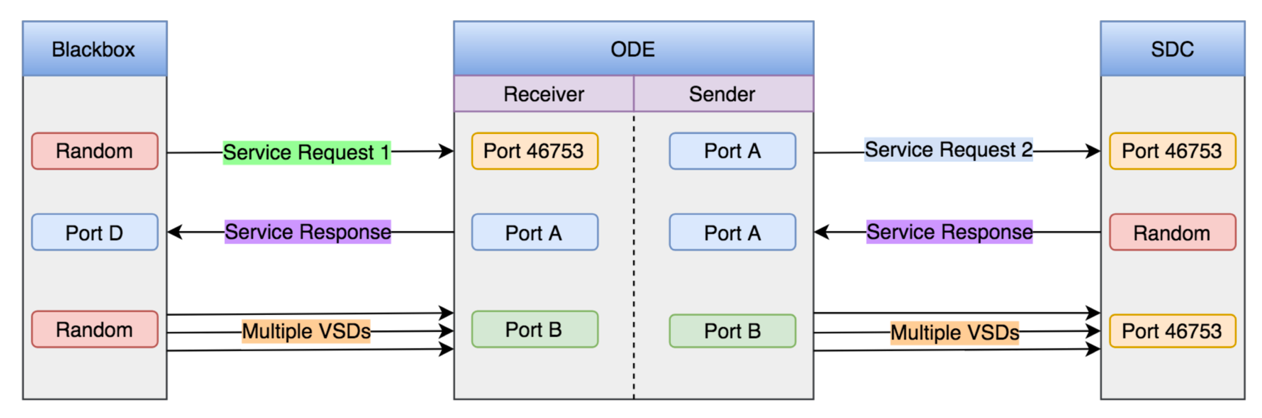 Blackbox
ODE
SDC
Receiver
Sender
Random
Service Request 1
Port 46753
Port A
Service Request 2
Port 46753
Port D
Service Response
Port A
Port A
Service Response
Random
Random
Multiple VSDs
Port B
Port B
Multiple VSDs
Port 46753